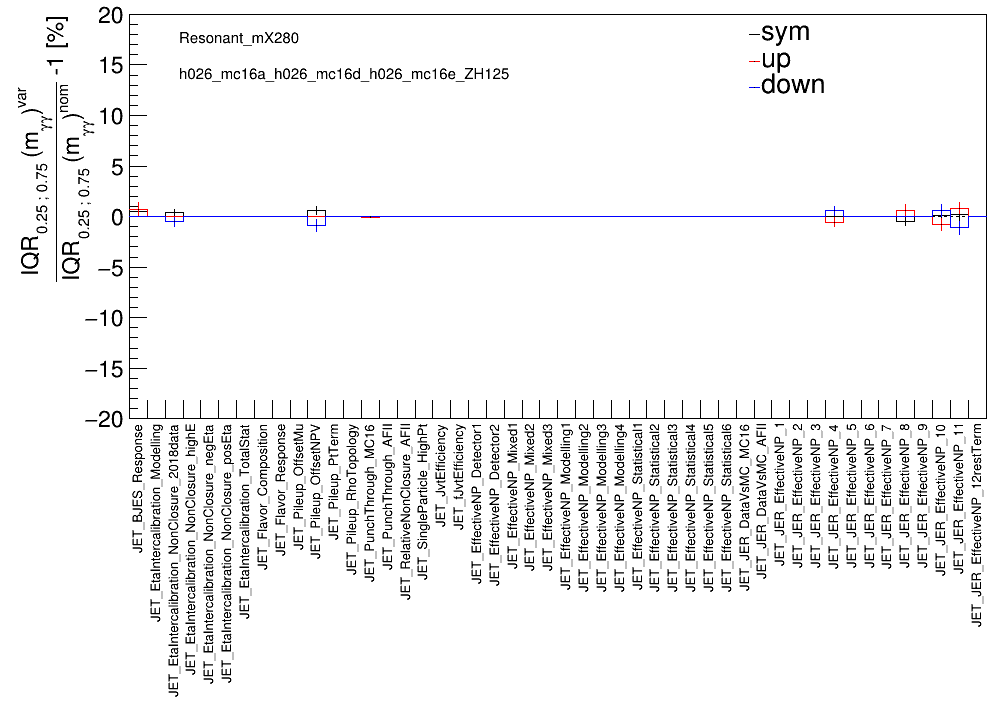 IQR0.25 ; 0.75 (mγγ)var
IQR0.25 ; 0.75 (mγγ)nom
-1 [%]
Resonant_mX280
h026_mc16a_h026_mc16d_h026_mc16e_ZH125
sym
up
down
20
15
10
5
0
−5
−10
−15
−20
JET_BJES_Response
JET_EtaIntercalibration_Modelling
JET_EtaIntercalibration_NonClosure_2018data
JET_EtaIntercalibration_NonClosure_highE
JET_EtaIntercalibration_NonClosure_negEta
JET_EtaIntercalibration_NonClosure_posEta
JET_EtaIntercalibration_TotalStat
JET_Flavor_Composition
JET_Flavor_Response
JET_Pileup_OffsetMu
JET_Pileup_OffsetNPV
JET_Pileup_PtTerm
JET_Pileup_RhoTopology
JET_PunchThrough_MC16
JET_PunchThrough_AFII
JET_RelativeNonClosure_AFII
JET_SingleParticle_HighPt
JET_JvtEfficiency
JET_fJvtEfficiency
JET_EffectiveNP_Detector1
JET_EffectiveNP_Detector2
JET_EffectiveNP_Mixed1
JET_EffectiveNP_Mixed2
JET_EffectiveNP_Mixed3
JET_EffectiveNP_Modelling1
JET_EffectiveNP_Modelling2
JET_EffectiveNP_Modelling3
JET_EffectiveNP_Modelling4
JET_EffectiveNP_Statistical1
JET_EffectiveNP_Statistical2
JET_EffectiveNP_Statistical3
JET_EffectiveNP_Statistical4
JET_EffectiveNP_Statistical5
JET_EffectiveNP_Statistical6
JET_JER_DataVsMC_MC16
JET_JER_DataVsMC_AFII
JET_JER_EffectiveNP_1
JET_JER_EffectiveNP_2
JET_JER_EffectiveNP_3
JET_JER_EffectiveNP_4
JET_JER_EffectiveNP_5
JET_JER_EffectiveNP_6
JET_JER_EffectiveNP_7
JET_JER_EffectiveNP_8
JET_JER_EffectiveNP_9
JET_JER_EffectiveNP_10
JET_JER_EffectiveNP_11
JET_JER_EffectiveNP_12restTerm